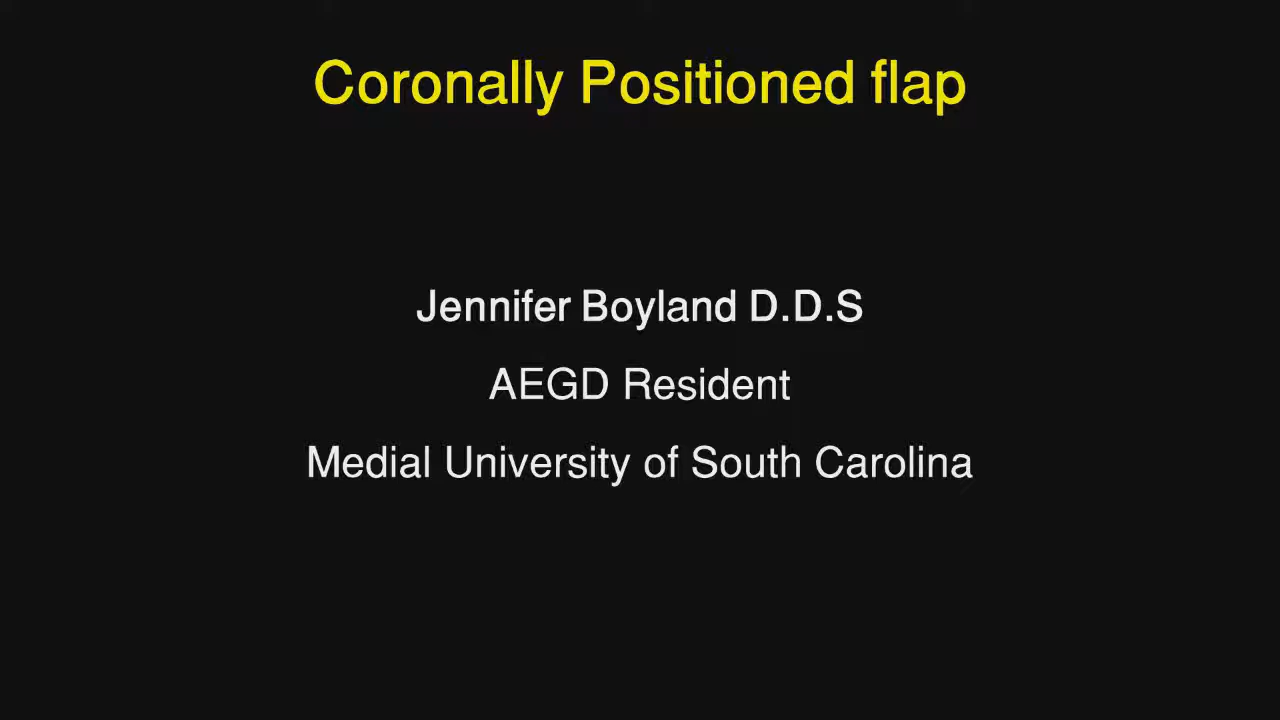 Coronally Positioned flap
Jennifer Boyland D.D.S
AEGD Resident
Medial University of South Carolina